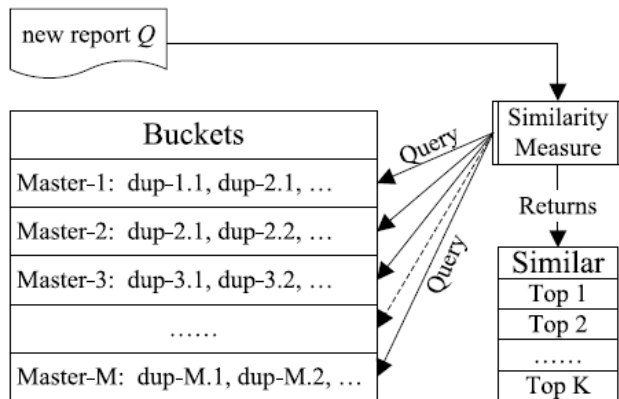 new report Q
Similarity
Measure
Query
Buckets
Master-1: dup-1.1, dup-2.1, ...
Master-2: dup-2.1, dup-2.2, ...
Master-3: dup-3.1, dup-3.2, ...
......
Master-M: dup-M.1, dup-M.2, ...
Query
Returns
Similar
Top 1
Top 2
......
Top K